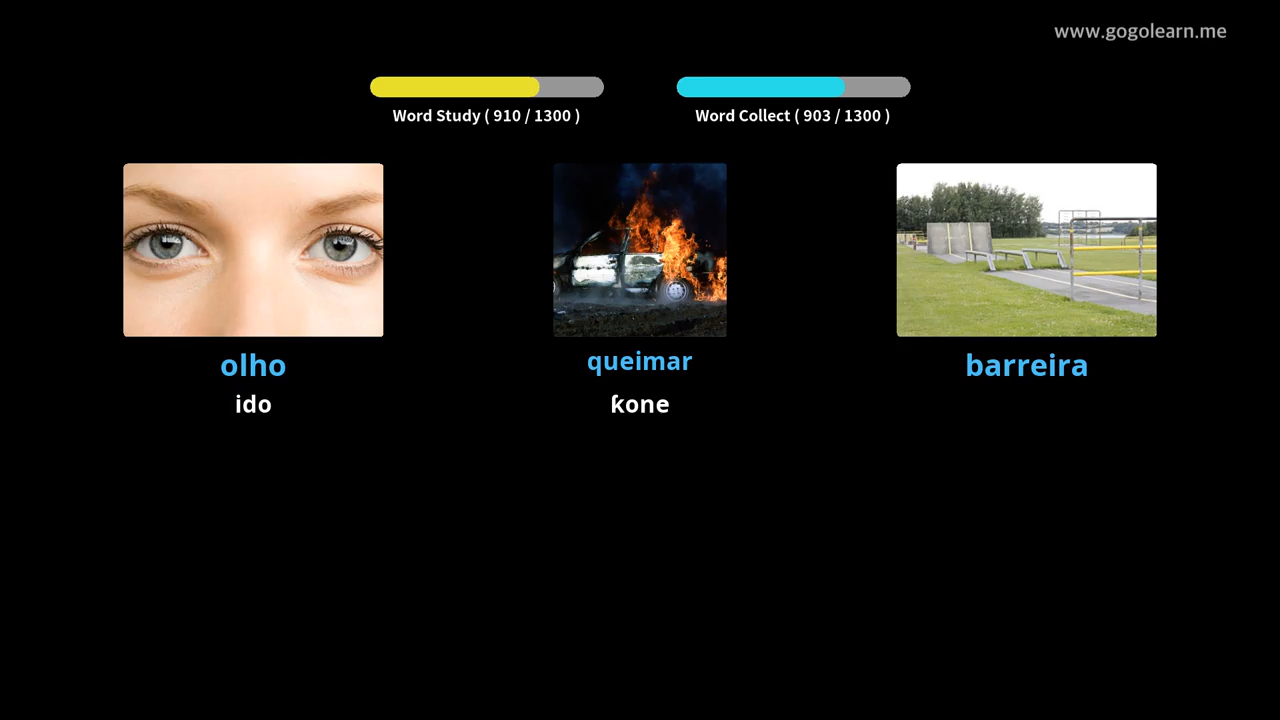 www.gogolearn.me
Word Study ( 910 / 1300 )
Word Collect ( 903 / 1300 )
olho
queimar
barreira
ido
ƙone